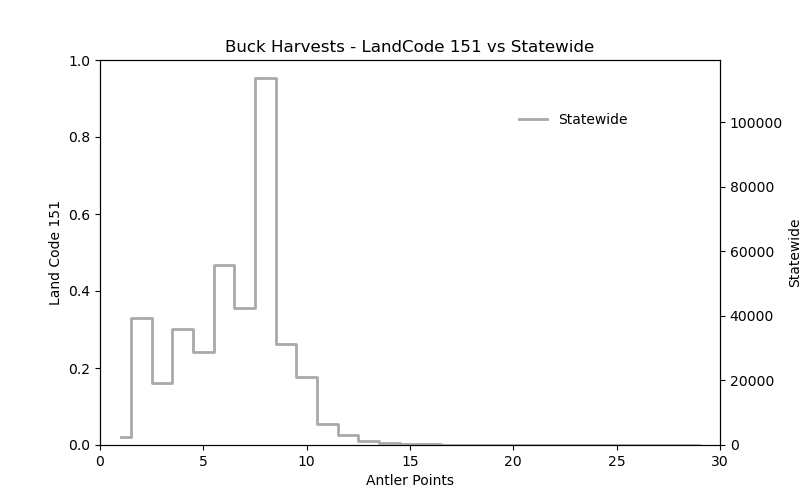 Buck Harvests - LandCode 151 vs Statewide
1.0
0.8
0.6
0.4
0.2
0.0
Land Code 151
Statewide
100000
80000
60000
40000
20000
0
Statewide
0 5 10 15 20 25 30
Antler Points